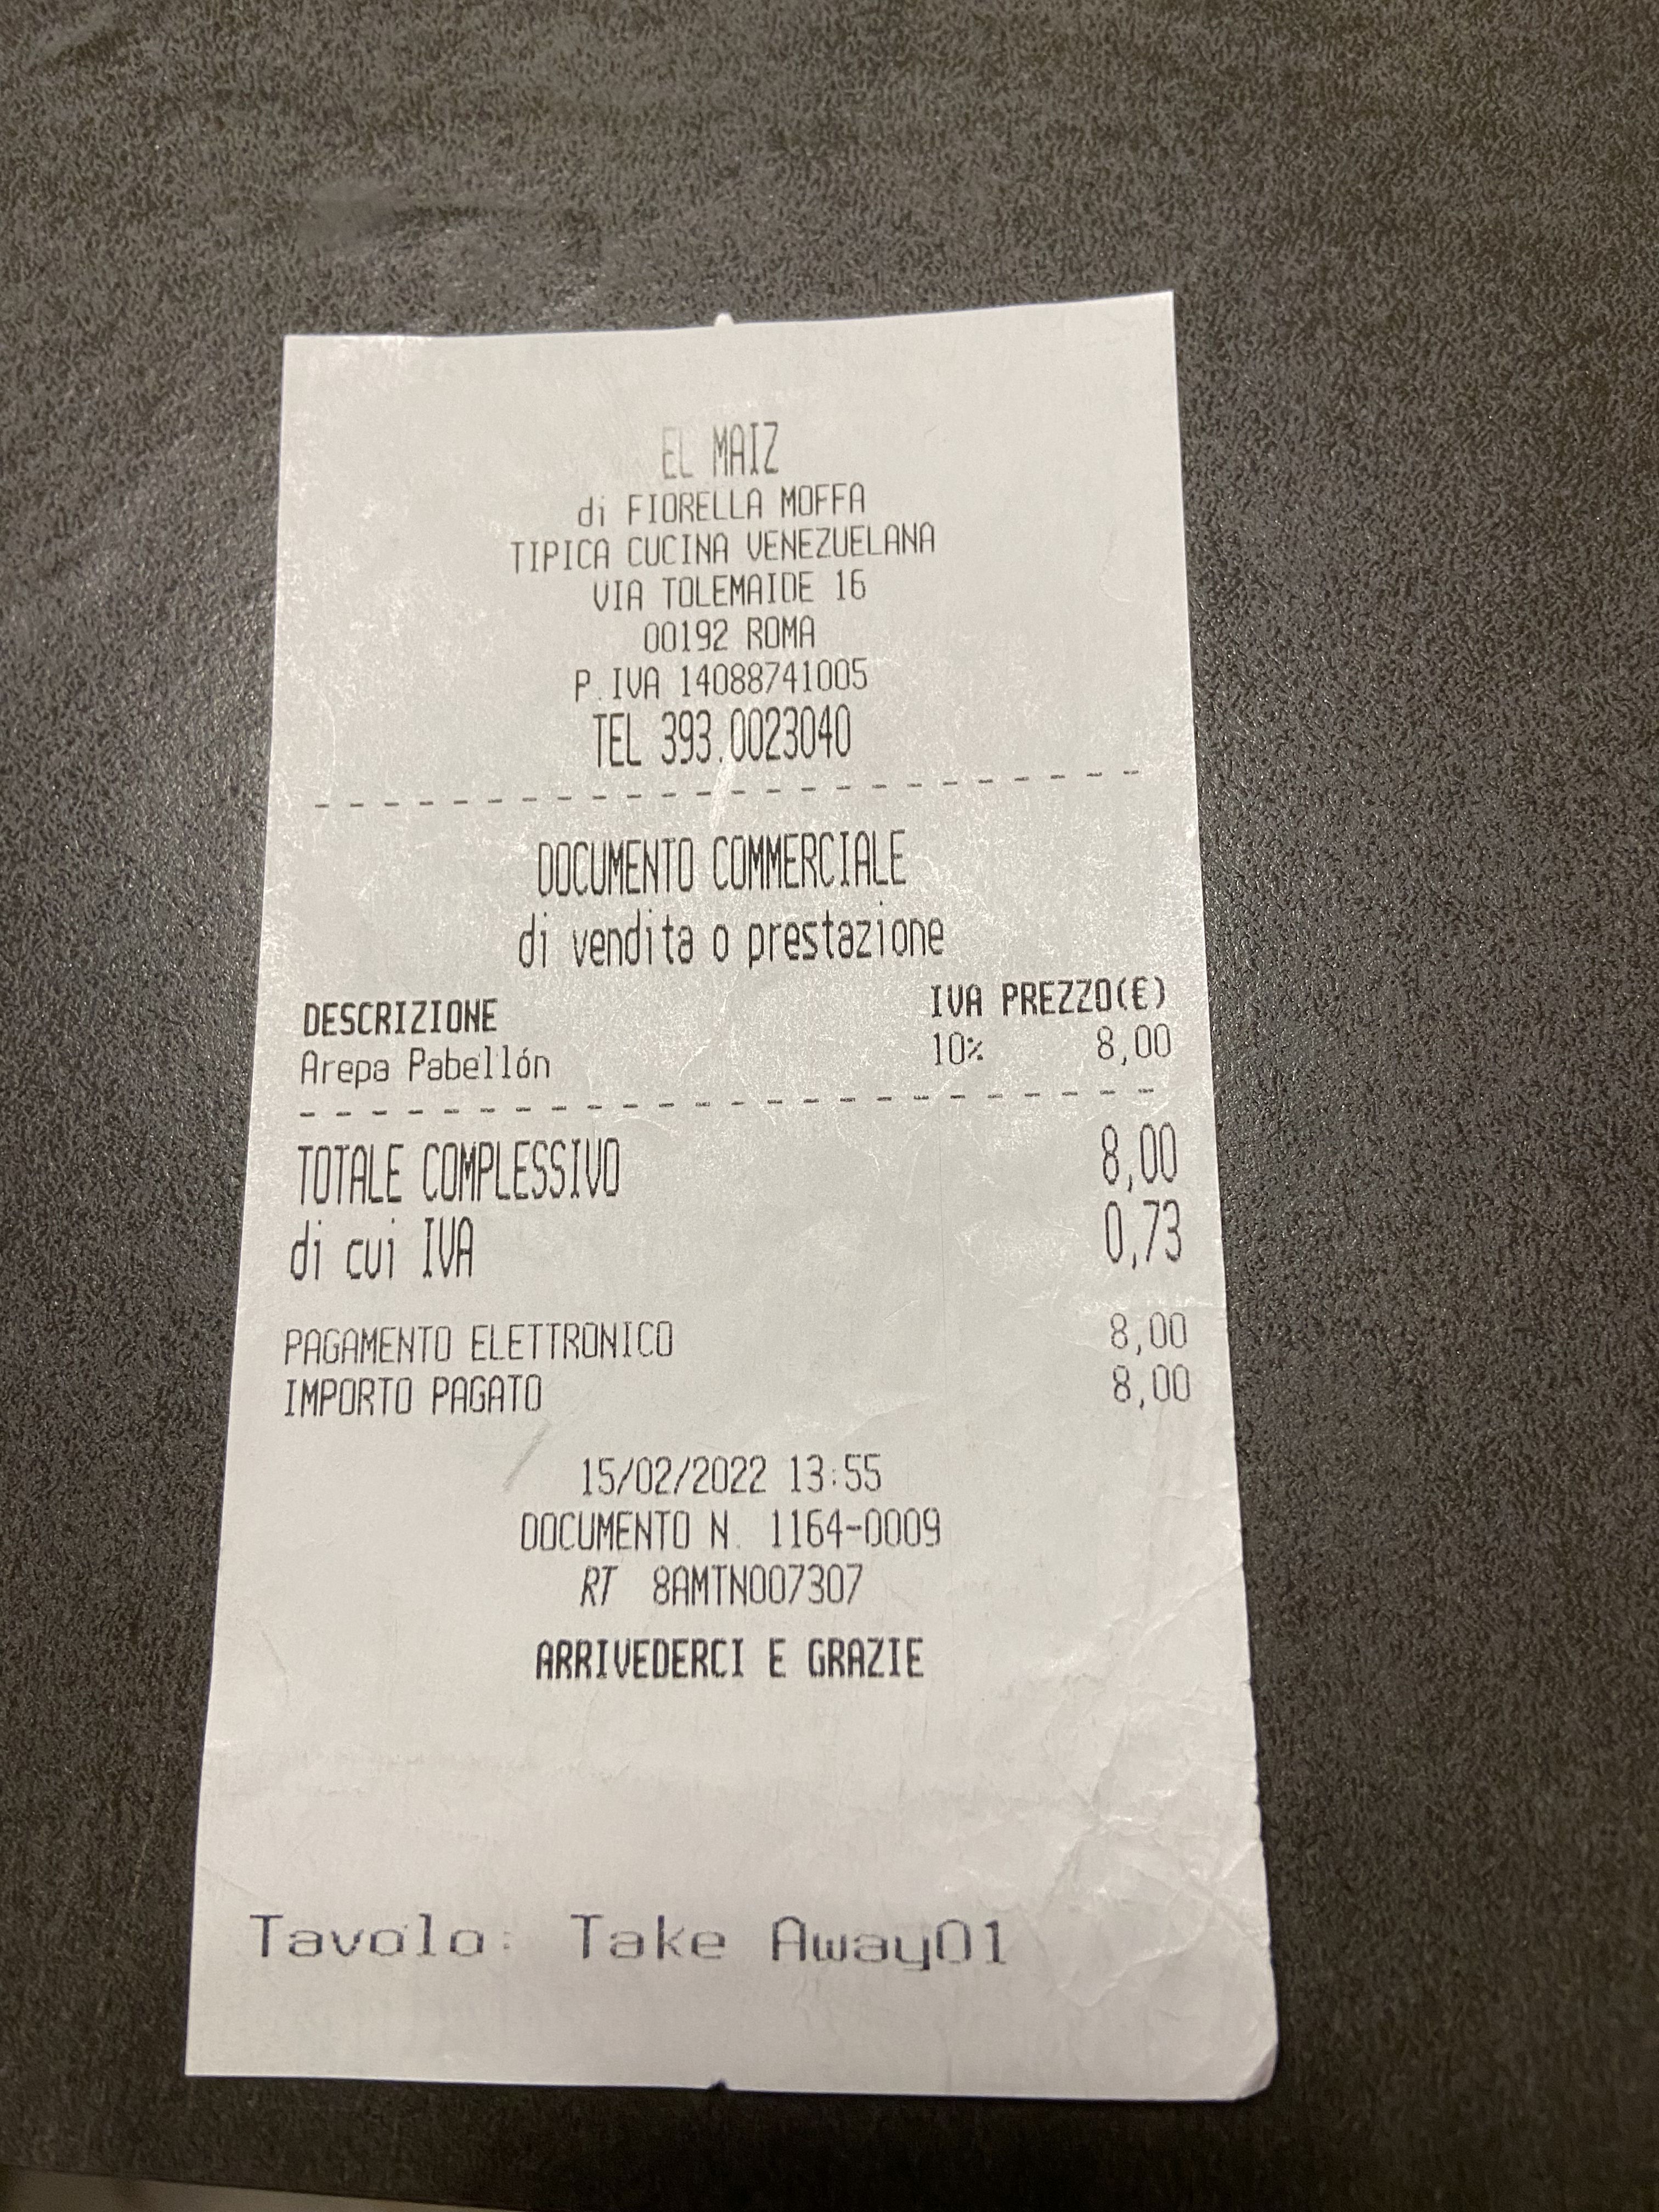 EL MAIZ
di FIORELLA MOFFA
TIPICA CUCINA VENEZUELANA
VIA TOLEMAIDE 16
00192 ROMA
P.IVA 14088741005
TEL 393.0023040
DOCUMENTO COMMERCIALE
di vendita o prestazione
DESCRIZIONE IVA PREZZO(€)
Arepa Pabellón 10% 8,00
TOTALE COMPLESSIVO 8,00
di cui IVA 0,73
PAGAMENTO ELETTRONICO 8,00
IMPORTO PAGATO 8,00
15/02/2022 13:55
DOCUMENTO N. 1164-0009
RT 8AMTN007307
ARRIVEDERCI E GRAZIE
Tavolo: Take Away01